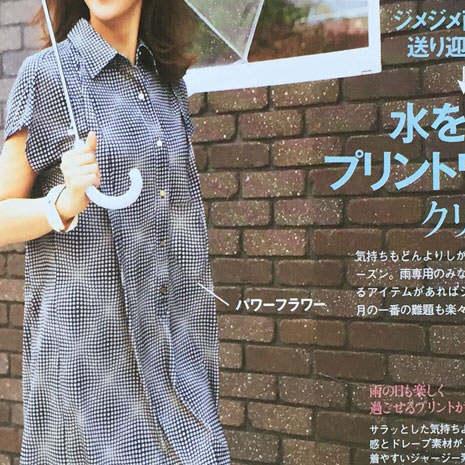 ジメジメ
送り迎
水を
プリント
クリ
気持ちもどんよりしが
ーズン。雨専用のみな
るアイテムがあればジ
月の一番の難題も楽々
パワーフラワー
雨の日も楽しく
過ごせるプリントが
サラッとした気持ちよ
感とドレープ素材が
着やすいジャージー素